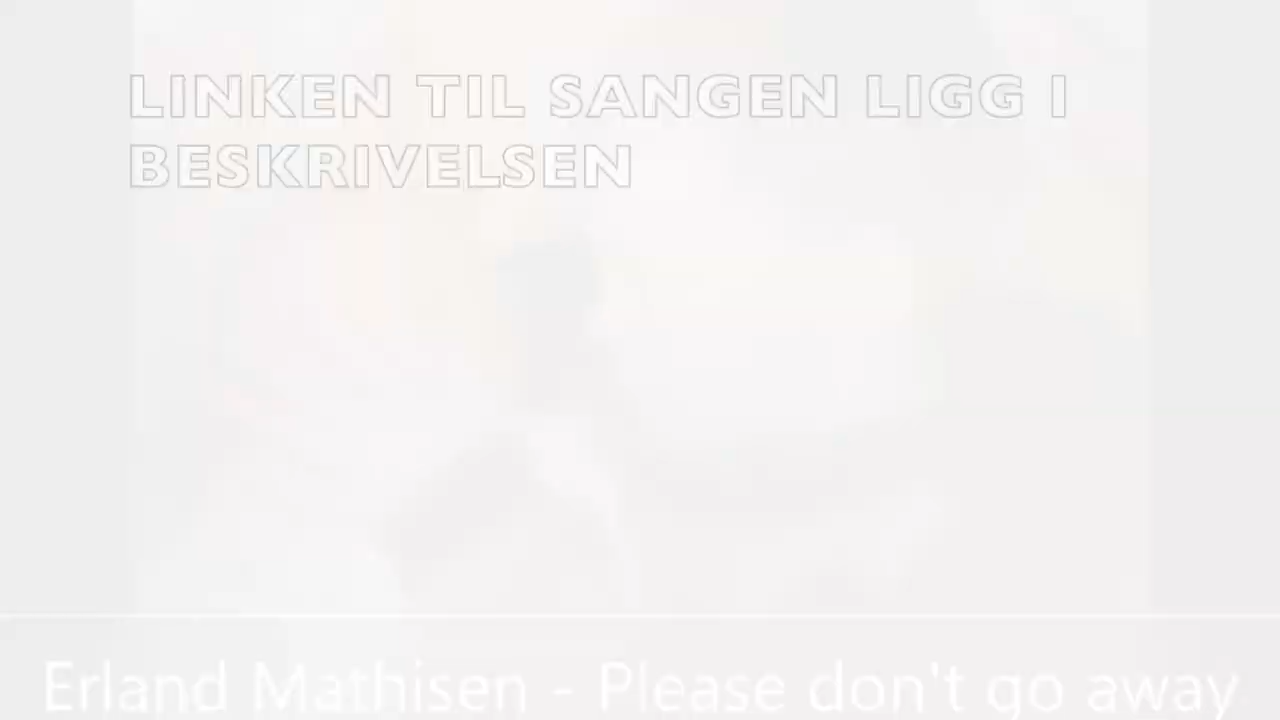 LINKEN TIL SANGEN LIGG I
BESKRIVELSEN
Erland Mathisen - Please don't go away